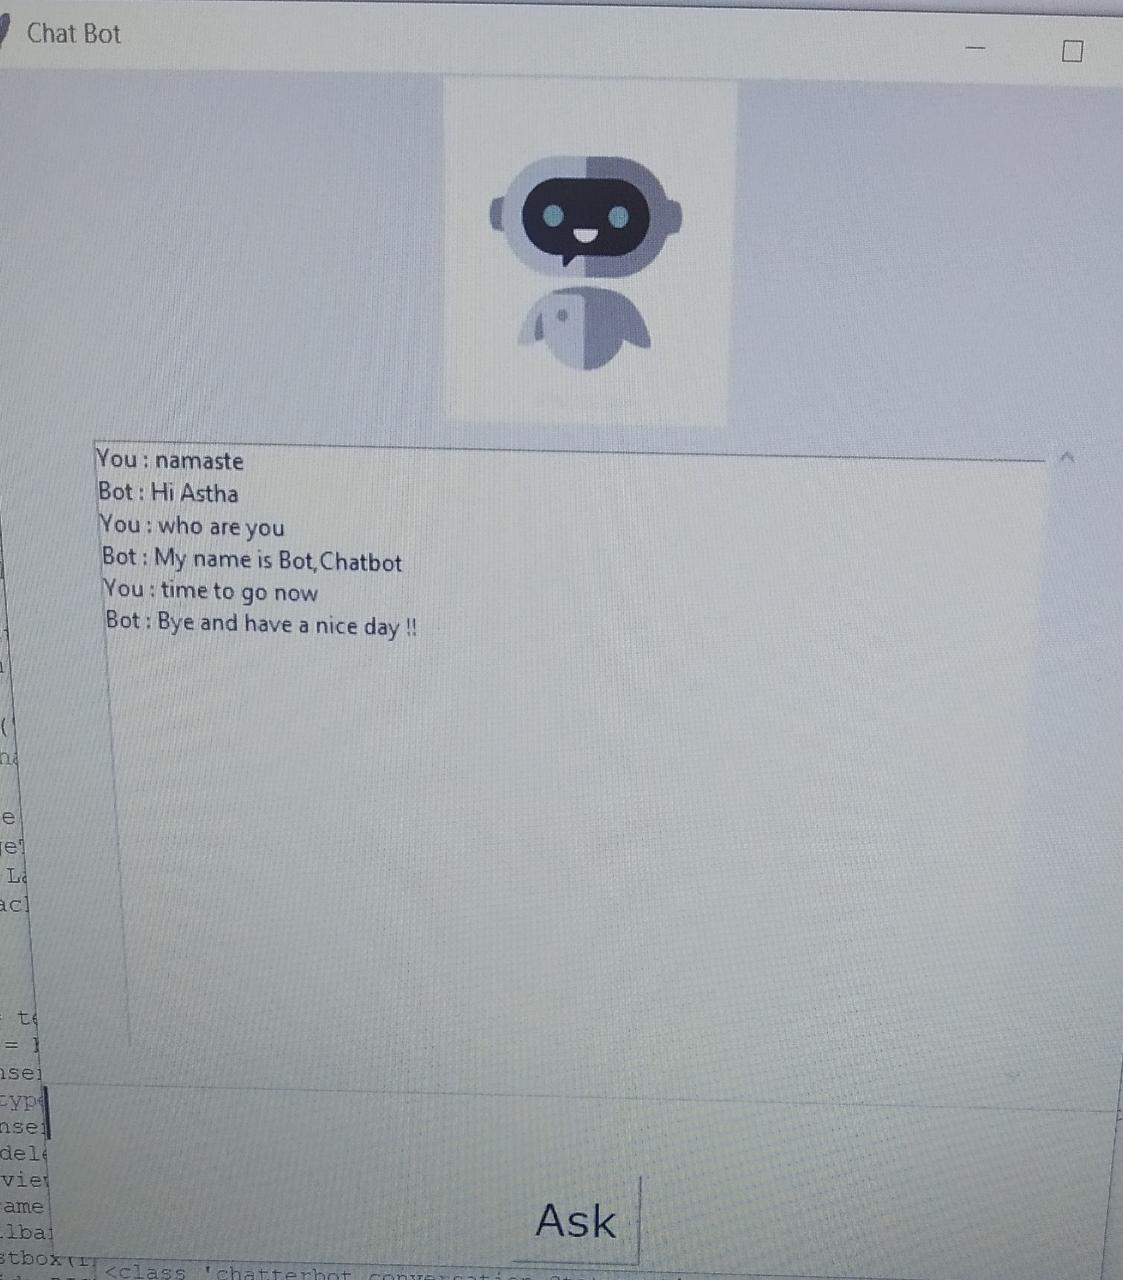 Chat Bot
You : namaste
Bot : Hi Astha
You : who are you
Bot : My name is Bot,Chatbot
You : time to go now
Bot : Bye and have a nice day !!
Ask
<class 'chatterbot